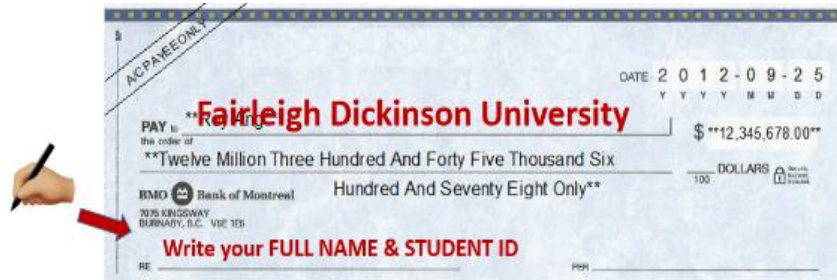 A/C PAYEE ONLY
DATE 2 0 1 2 - 0 9 - 2 5
Y Y Y Y M M D D
Fairleigh Dickinson University
PAY to
the order of
$ **12,345,678.00**
**Twelve Million Three Hundred And Forty Five Thousand Six
Hundred And Seventy Eight Only**
100 DOLLARS
BMO Bank of Montreal
7075 KINGSWAY
BURNABY, B.C. V5E 1E5
Write your FULL NAME & STUDENT ID
RE
PER